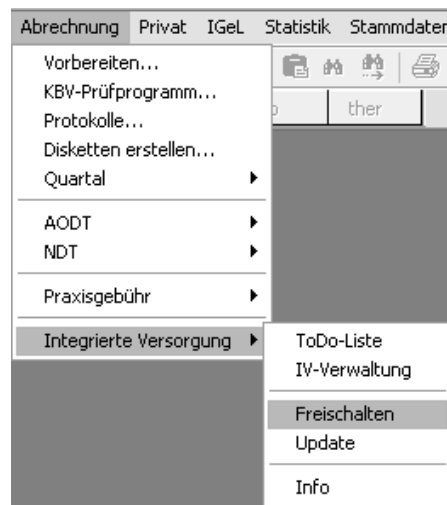 Abrechnung Privat IGeL Statistik Stammdaten
Vorbereiten...
KBV-Prüfprogramm...
Protokolle...
ther
Disketten erstellen...
Quartal
AODT
NDT
Praxisgebühr
Integrierte Versorgung
ToDo-Liste
IV-Verwaltung
Freischalten
Update
Info